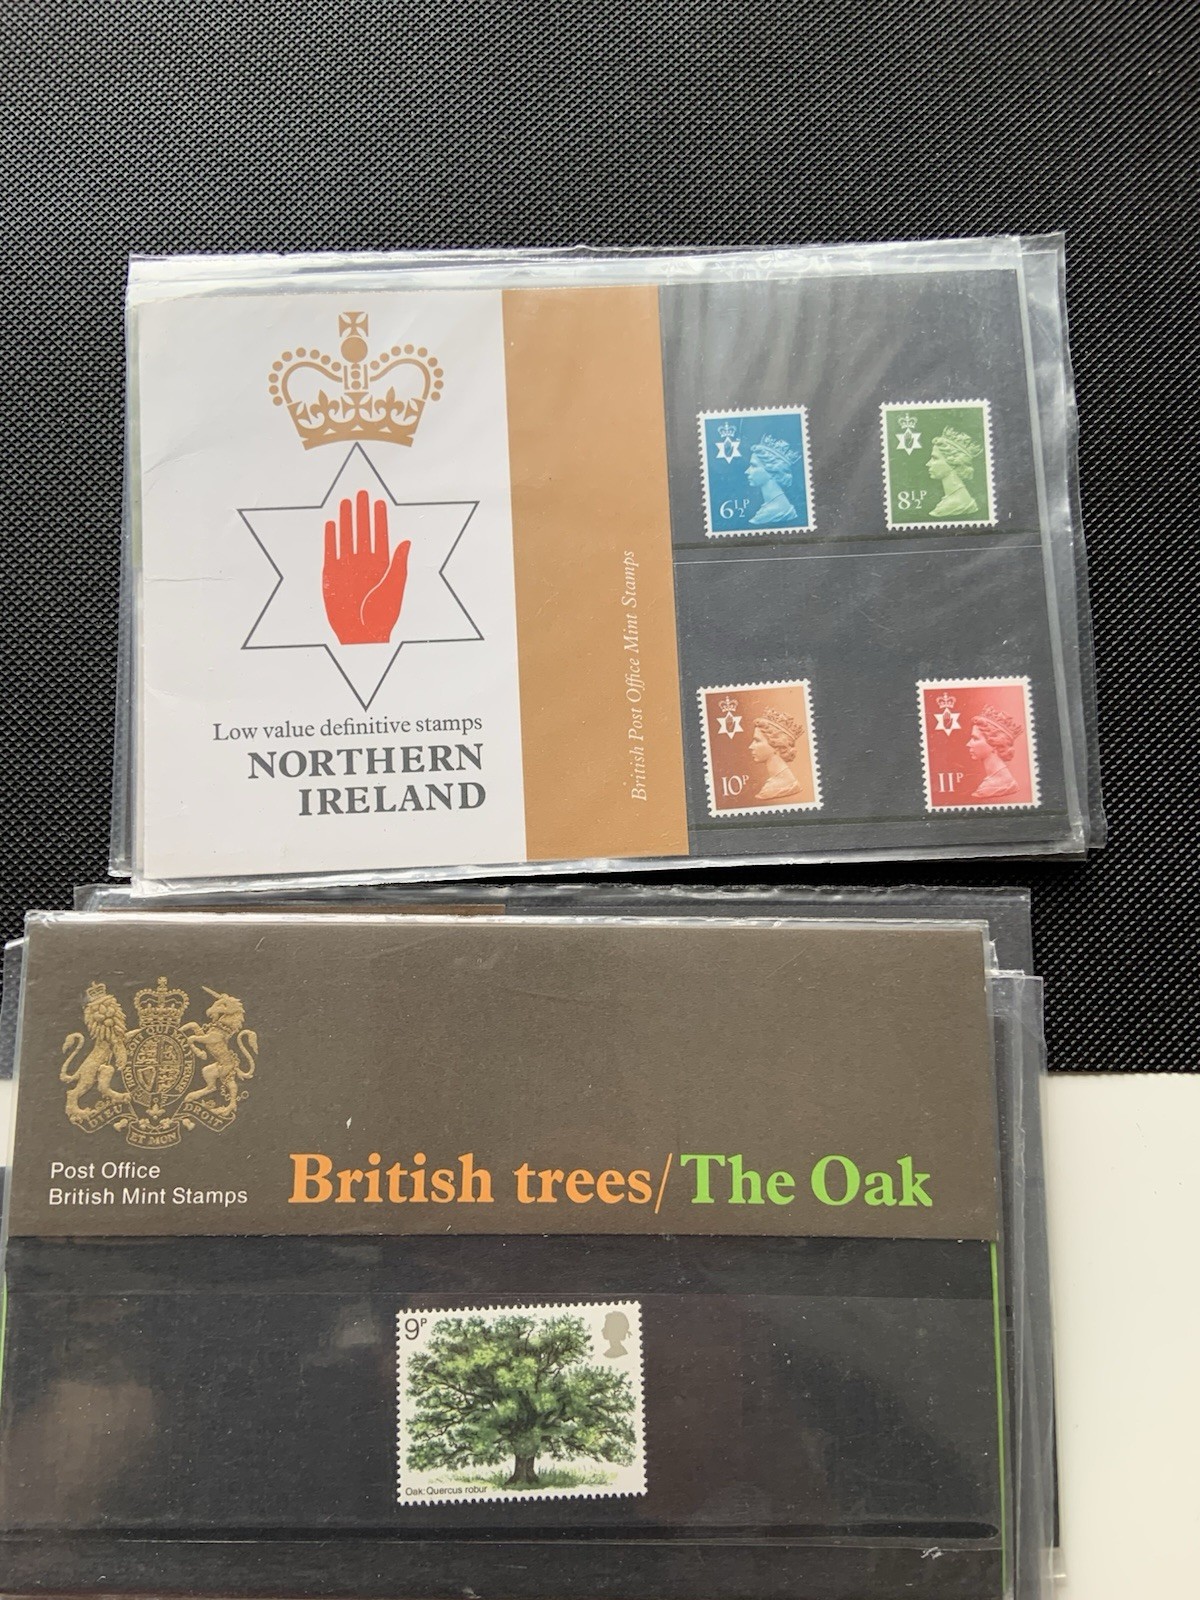 Low value definitive stamps
NORTHERN
IRELAND
British Post Office Mint Stamps
6½P
8½P
10P
11P
DIEU ET MON DROIT
Post Office
British Mint Stamps
British trees/The Oak
9P
Oak: Quercus robur